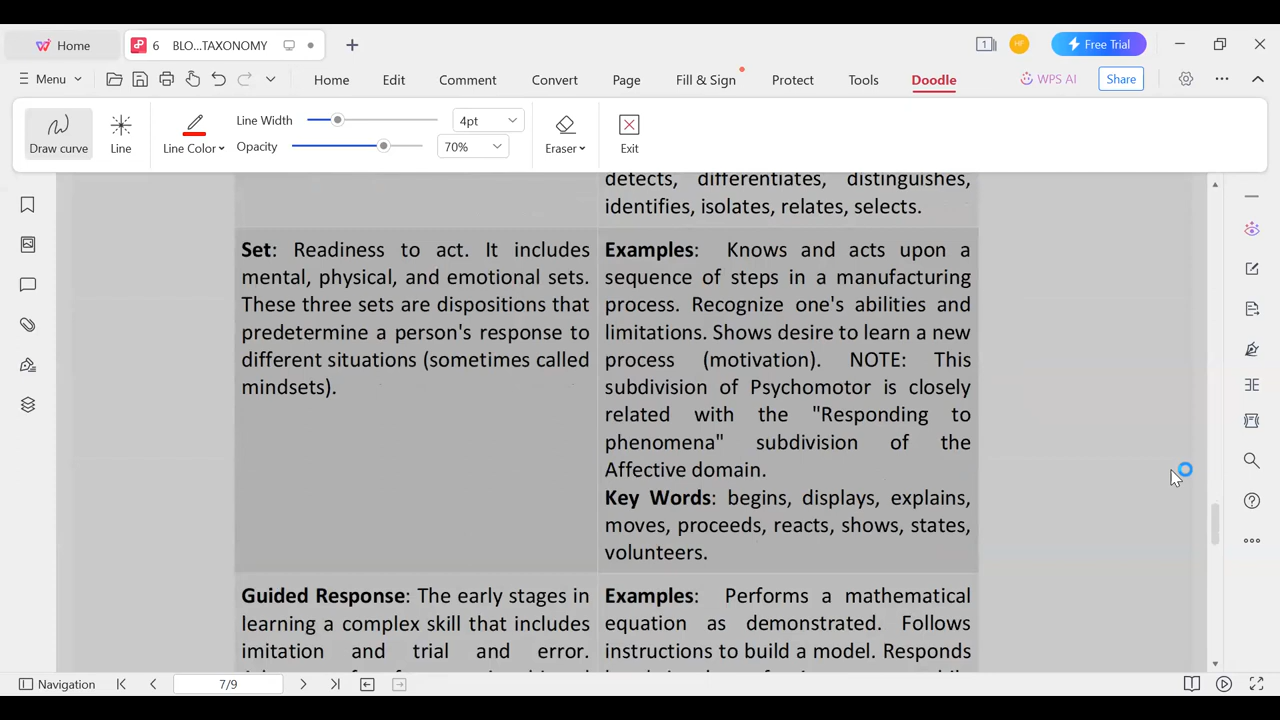 Home
6 BLO...TAXONOMY
1
HF
Free Trial
Menu
Home Edit Comment Convert Page Fill & Sign Protect Tools Doodle
WPS AI
Share
Draw curve
Line
Line Color
Line Width
4pt
Opacity
70%
Eraser
Exit
detects, differentiates, distinguishes,
identifies, isolates, relates, selects.
Set: Readiness to act. It includes
mental, physical, and emotional sets.
These three sets are dispositions that
predetermine a person's response to
different situations (sometimes called
mindsets).
Examples: Knows and acts upon a
sequence of steps in a manufacturing
process. Recognize one's abilities and
limitations. Shows desire to learn a new
process (motivation). NOTE: This
subdivision of Psychomotor is closely
related with the "Responding to
phenomena" subdivision of the
Affective domain.
Key Words: begins, displays, explains,
moves, proceeds, reacts, shows, states,
volunteers.
Guided Response: The early stages in
learning a complex skill that includes
imitation and trial and error.
Examples: Performs a mathematical
equation as demonstrated. Follows
instructions to build a model. Responds
Navigation
7/9